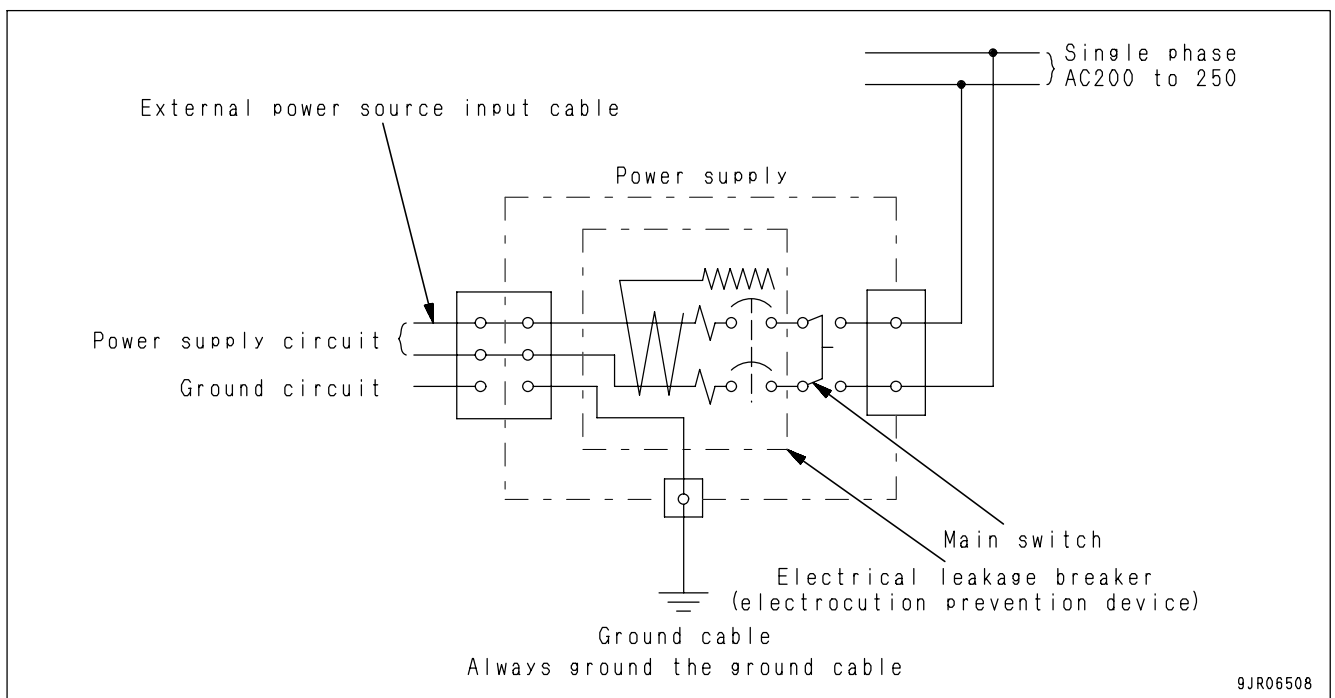 Single phase
AC200 to 250
External power source input cable
Power supply
Power supply circuit
Ground circuit
Main switch
Electrical leakage breaker
(electrocution prevention device)
Ground cable
Always ground the ground cable
9JR06508